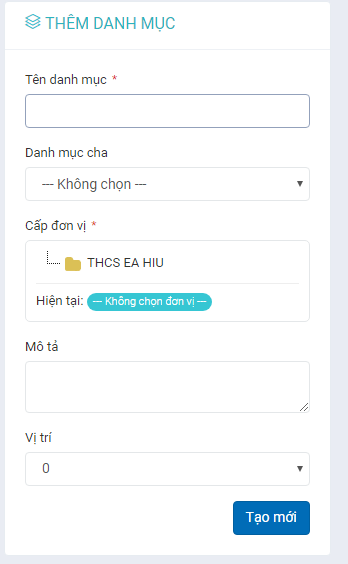 THÊM DANH MỤC
Tên danh mục *
Danh mục cha
--- Không chọn ---
Cấp đơn vị *
THCS EA HIU
Hiện tại: --- Không chọn đơn vị ---
Mô tả
Vị trí
0
Tạo mới